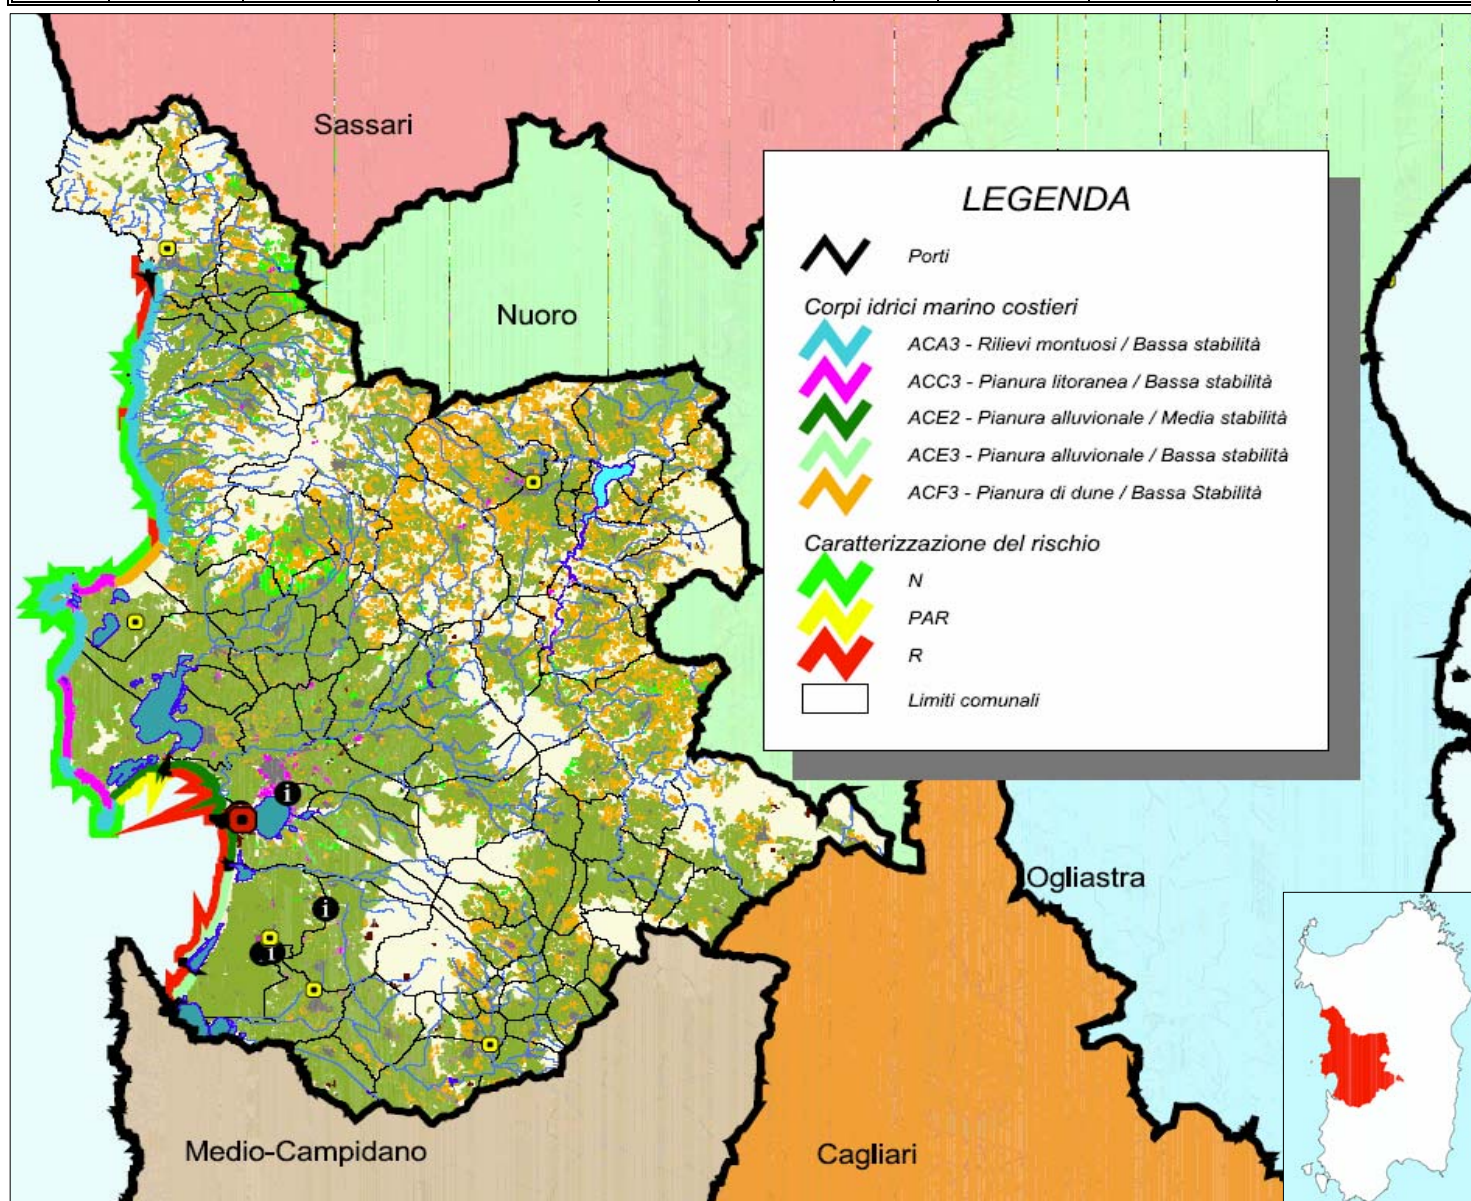 Sassari
LEGENDA
Porti
Nuoro
Corpi idrici marino costieri
ACA3 - Rilievi montuosi / Bassa stabilità
ACC3 - Pianura litoranea / Bassa stabilità
ACE2 - Pianura alluvionale / Media stabilità
ACE3 - Pianura alluvionale / Bassa stabilità
ACF3 - Pianura di dune / Bassa Stabilità
Caratterizzazione del rischio
N
PAR
R
Limiti comunali
i
Ogliastra
i
i
Medio-Campidano
Cagliari